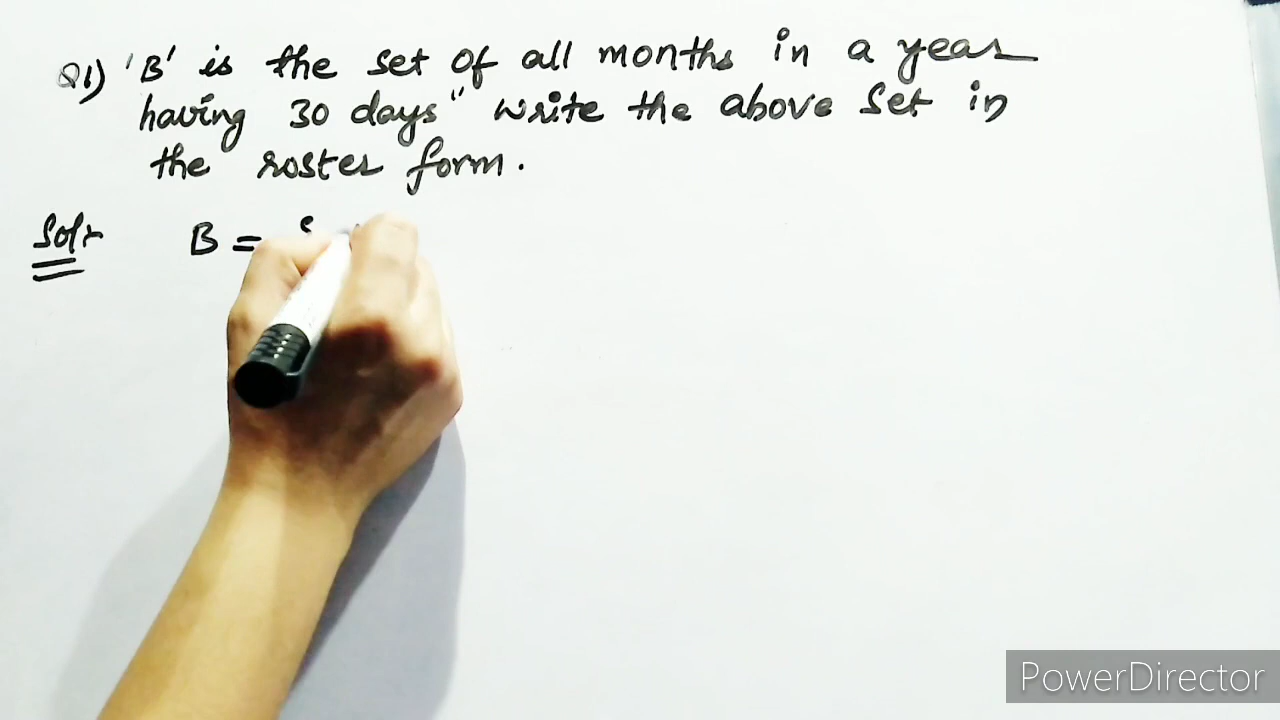 Q1) 'B' is the set of all months in a year
having 30 days" write the above set in
the roster form.
Soln B = {
PowerDirector